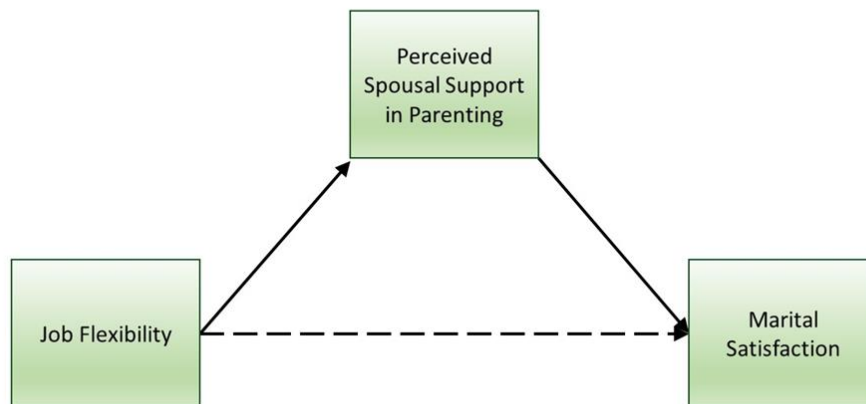 Perceived
Spousal Support
in Parenting
Job Flexibility
Marital
Satisfaction